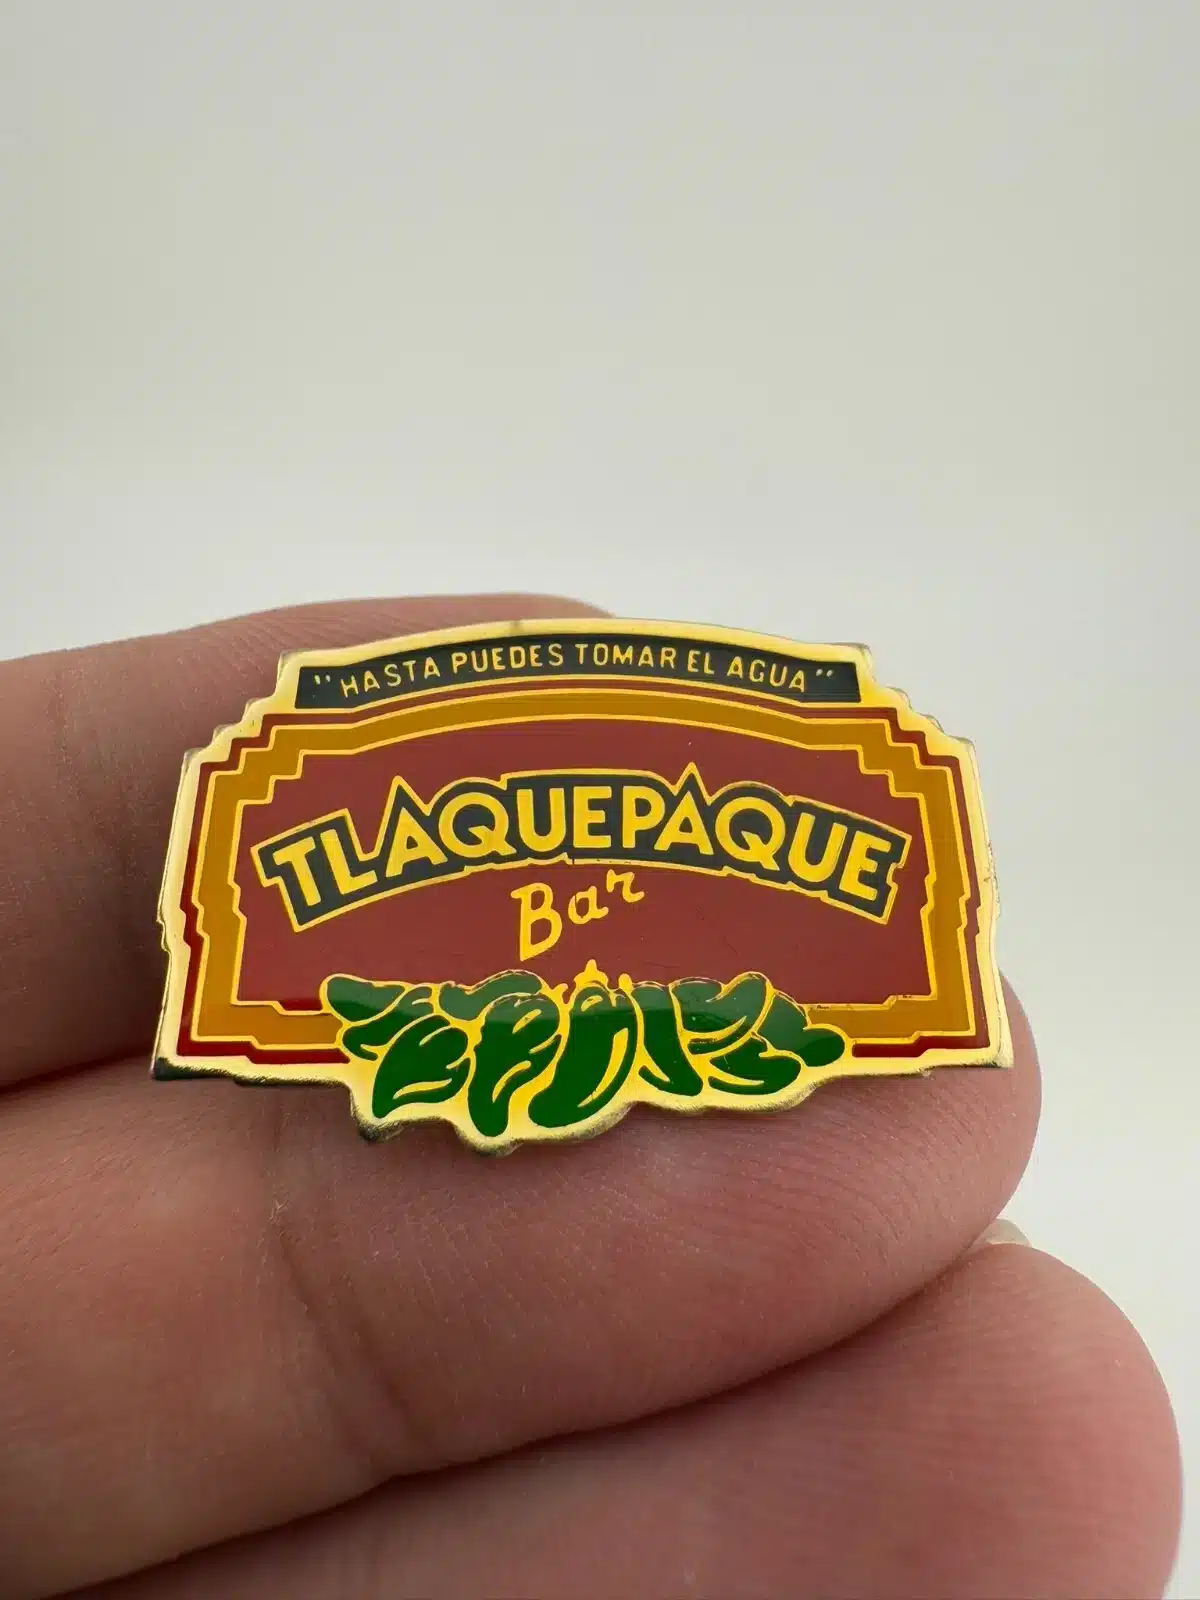 "HASTA PUEDES TOMAR EL AGUA"
TLAQUEPAQUE
Bar